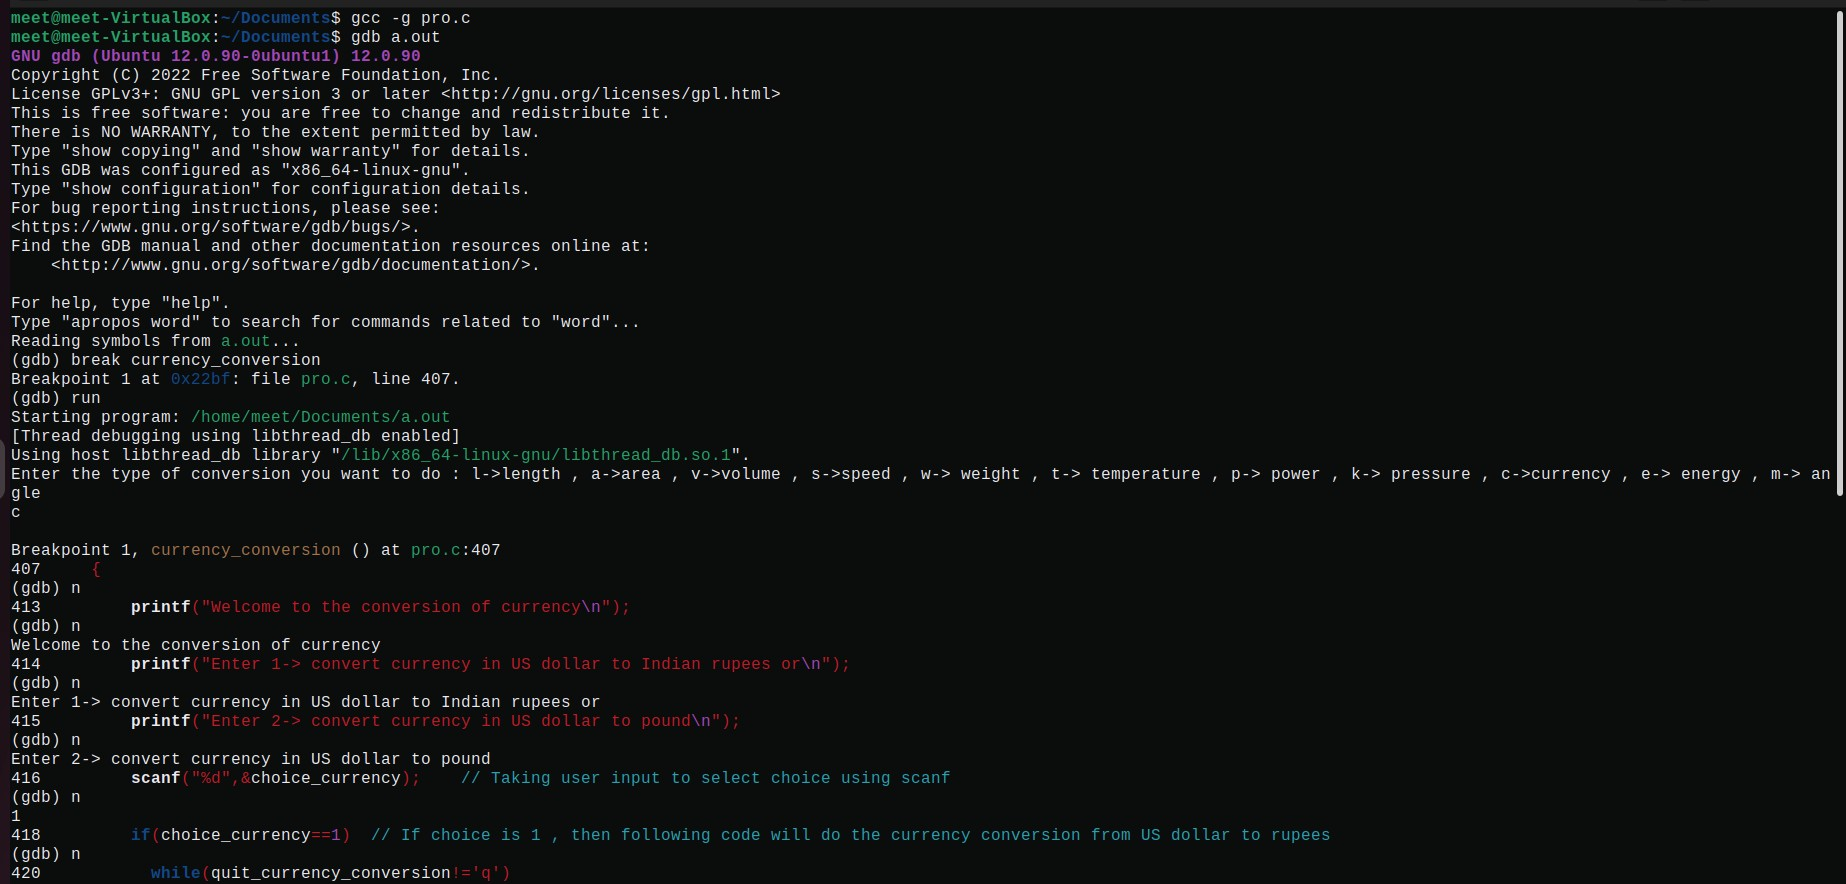 meet@meet-VirtualBox:~/Documents$ gcc -g pro.c
meet@meet-VirtualBox:~/Documents$ gdb a.out
GNU gdb (Ubuntu 12.0.90-0ubuntu1) 12.0.90
Copyright (C) 2022 Free Software Foundation, Inc.
License GPLv3+: GNU GPL version 3 or later <http://gnu.org/licenses/gpl.html>
This is free software: you are free to change and redistribute it.
There is NO WARRANTY, to the extent permitted by law.
Type "show copying" and "show warranty" for details.
This GDB was configured as "x86_64-linux-gnu".
Type "show configuration" for configuration details.
For bug reporting instructions, please see:
<https://www.gnu.org/software/gdb/bugs/>.
Find the GDB manual and other documentation resources online at:
    <http://www.gnu.org/software/gdb/documentation/>.

For help, type "help".
Type "apropos word" to search for commands related to "word"...
Reading symbols from a.out...
(gdb) break currency_conversion
Breakpoint 1 at 0x22bf: file pro.c, line 407.
(gdb) run
Starting program: /home/meet/Documents/a.out
[Thread debugging using libthread_db enabled]
Using host libthread_db library "/lib/x86_64-linux-gnu/libthread_db.so.1".
Enter the type of conversion you want to do : l->length , a->area , v->volume , s->speed , w-> weight , t-> temperature , p-> power , k-> pressure , c->currency , e-> energy , m-> an
gle
c

Breakpoint 1, currency_conversion () at pro.c:407
407     {
(gdb) n
413         printf("Welcome to the conversion of currency\n");
(gdb) n
Welcome to the conversion of currency
414         printf("Enter 1-> convert currency in US dollar to Indian rupees or\n");
(gdb) n
Enter 1-> convert currency in US dollar to Indian rupees or
415         printf("Enter 2-> convert currency in US dollar to pound\n");
(gdb) n
Enter 2-> convert currency in US dollar to pound
416         scanf("%d",&choice_currency);    // Taking user input to select choice using scanf
(gdb) n
1
418         if(choice_currency==1)  // If choice is 1 , then following code will do the currency conversion from US dollar to rupees
(gdb) n
420           while(quit_currency_conversion!='q')